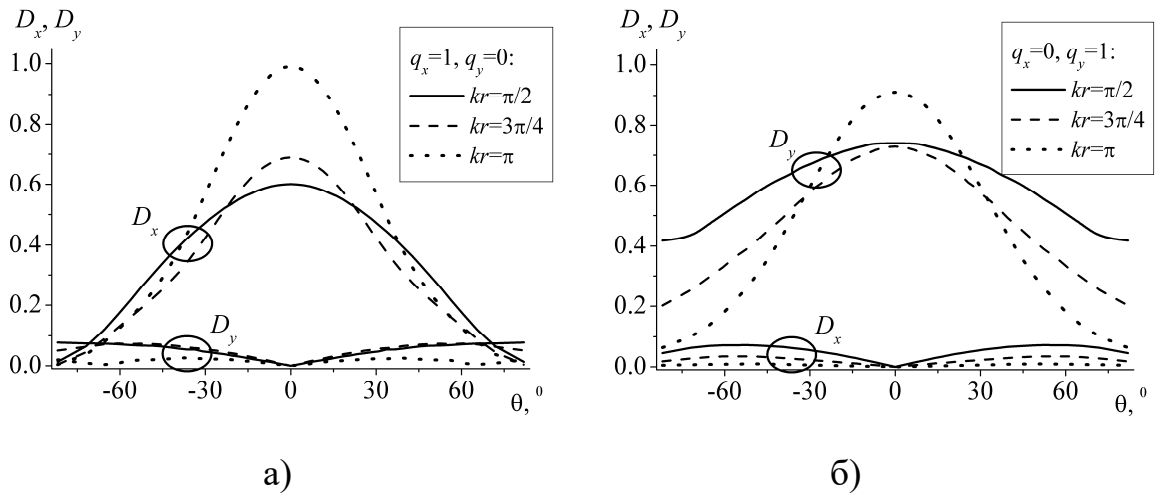 D_x, D_y
q_x=1, q_y=0:
kr=π/2
kr=3π/4
kr=π
1.0
0.8
0.6
0.4
0.2
0.0
D_x
D_y
-60 -30 0 30 60
θ, °
а)
D_x, D_y
q_x=0, q_y=1:
kr=π/2
kr=3π/4
kr=π
1.0
0.8
0.6
0.4
0.2
0.0
D_y
D_x
-60 -30 0 30 60
θ, °
б)